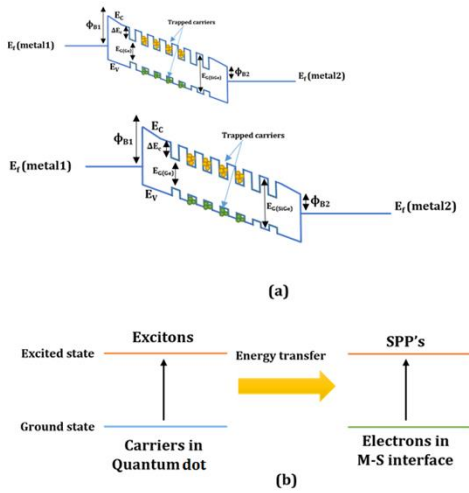 ϕB1
EC
ΔEc
Trapped carriers
Ef (metal1)
EG(Ge)
EG(SiGe)
ϕB2
Ef (metal2)
EV
Trapped carriers
ϕB1
EC
ΔEc
Ef (metal1)
EG(Ge)
EG(SiGe)
ϕB2
Ef (metal2)
EV
(a)
Excitons
SPP's
Excited state
Energy transfer
Ground state
Carriers in
Quantum dot
Electrons in
M-S interface
(b)